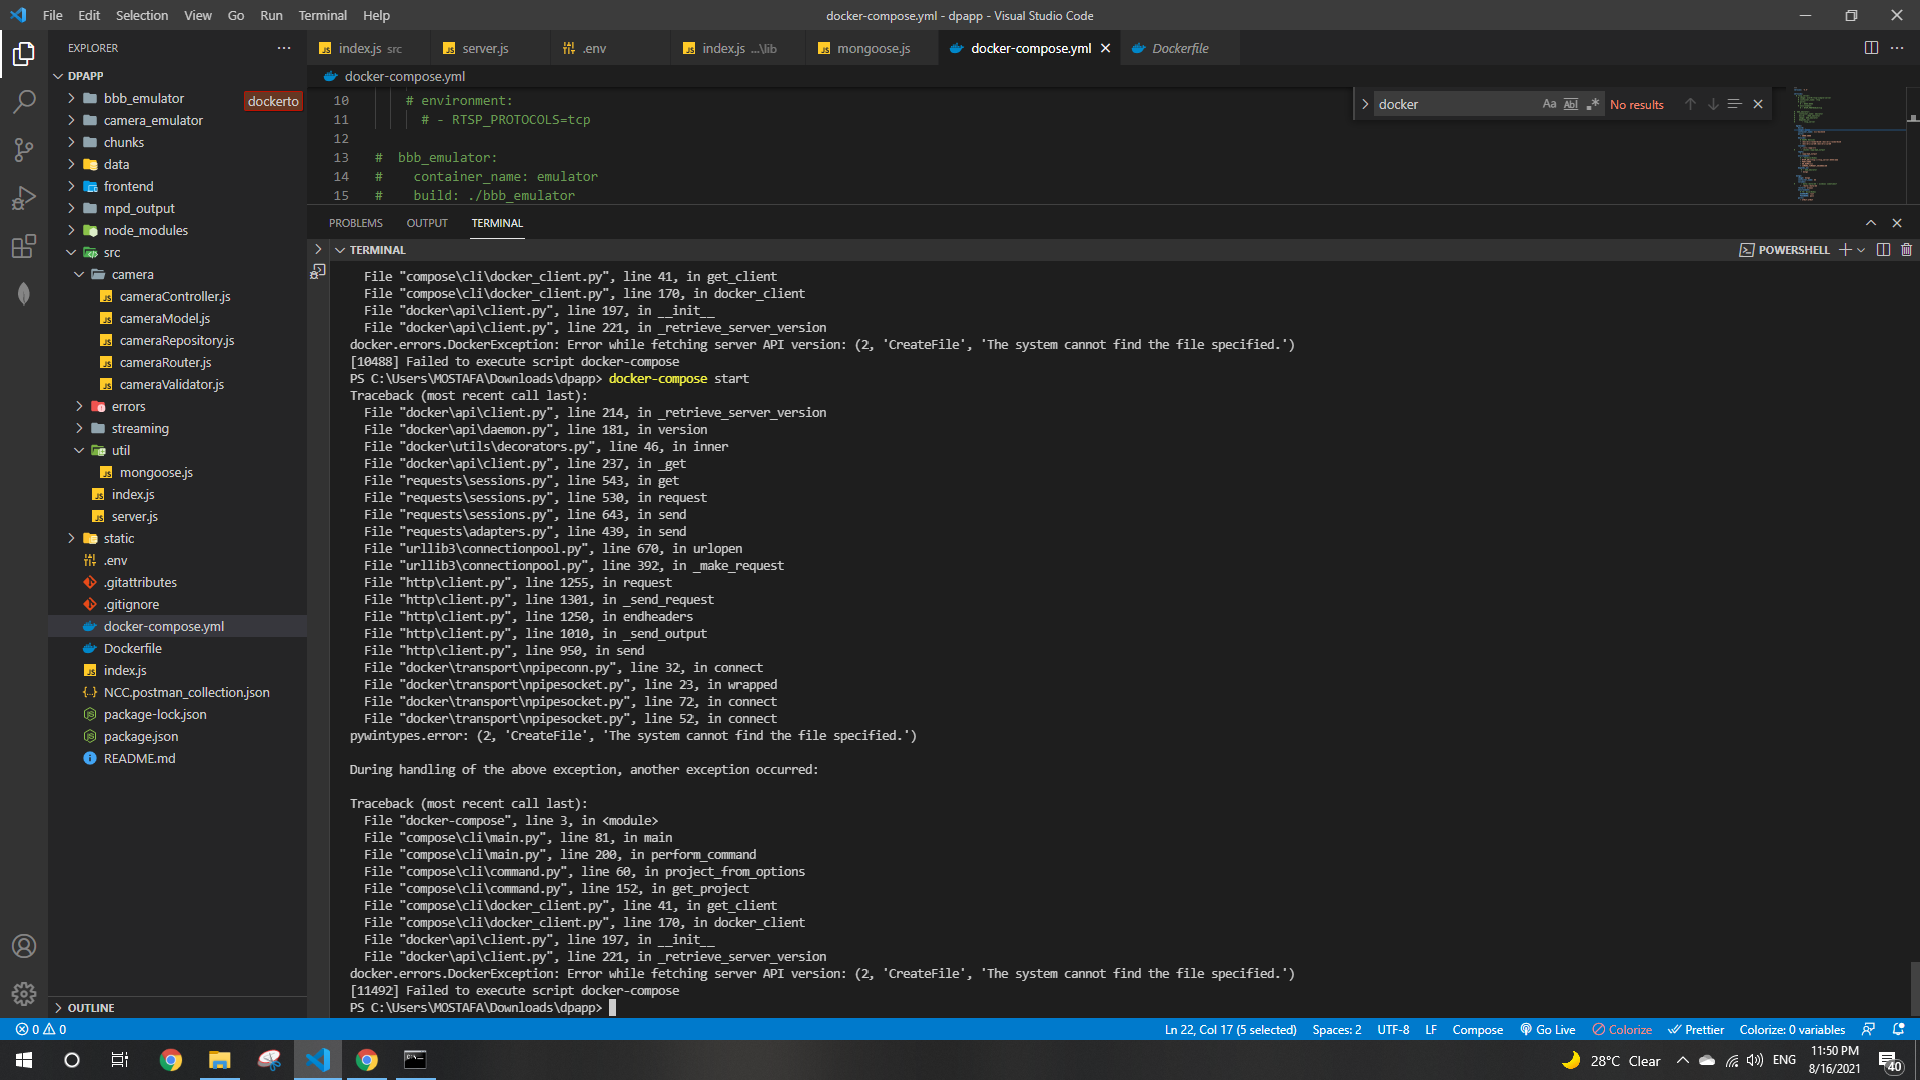 File Edit Selection View Go Run Terminal Help
docker-compose.yml - dpapp - Visual Studio Code
EXPLORER
index.js src
server.js
.env
index.js ...\lib
mongoose.js
docker-compose.yml
Dockerfile
DPAPP
bbb_emulator
dockerto
camera_emulator
chunks
data
frontend
mpd_output
node_modules
src
camera
cameraController.js
cameraModel.js
cameraRepository.js
cameraRouter.js
cameraValidator.js
errors
streaming
util
mongoose.js
index.js
server.js
static
.env
.gitattributes
.gitignore
docker-compose.yml
Dockerfile
index.js
NCC.postman_collection.json
package-lock.json
package.json
README.md
OUTLINE
docker-compose.yml
10 # environment:
11 # - RTSP_PROTOCOLS=tcp
12
13 # bbb_emulator:
14 # container_name: emulator
15 # build: ./bbb_emulator
docker
Aa Abl .* No results
PROBLEMS OUTPUT TERMINAL
TERMINAL
POWERSHELL
File "compose\cli\docker_client.py", line 41, in get_client
File "compose\cli\docker_client.py", line 170, in docker_client
File "docker\api\client.py", line 197, in __init__
File "docker\api\client.py", line 221, in _retrieve_server_version
docker.errors.DockerException: Error while fetching server API version: (2, 'CreateFile', 'The system cannot find the file specified.')
[10488] Failed to execute script docker-compose
PS C:\Users\MOSTAFA\Downloads\dpapp> docker-compose start
Traceback (most recent call last):
File "docker\api\client.py", line 214, in _retrieve_server_version
File "docker\api\daemon.py", line 181, in version
File "docker\utils\decorators.py", line 46, in inner
File "docker\api\client.py", line 237, in _get
File "requests\sessions.py", line 543, in get
File "requests\sessions.py", line 530, in request
File "requests\sessions.py", line 643, in send
File "requests\adapters.py", line 439, in send
File "urllib3\connectionpool.py", line 670, in urlopen
File "urllib3\connectionpool.py", line 392, in _make_request
File "http\client.py", line 1255, in request
File "http\client.py", line 1301, in _send_request
File "http\client.py", line 1250, in endheaders
File "http\client.py", line 1010, in _send_output
File "http\client.py", line 950, in send
File "docker\transport\npipeconn.py", line 32, in connect
File "docker\transport\npipesocket.py", line 23, in wrapped
File "docker\transport\npipesocket.py", line 72, in connect
File "docker\transport\npipesocket.py", line 52, in connect
pywintypes.error: (2, 'CreateFile', 'The system cannot find the file specified.')
During handling of the above exception, another exception occurred:
Traceback (most recent call last):
File "docker-compose", line 3, in <module>
File "compose\cli\main.py", line 81, in main
File "compose\cli\main.py", line 200, in perform_command
File "compose\cli\command.py", line 60, in project_from_options
File "compose\cli\command.py", line 152, in get_project
File "compose\cli\docker_client.py", line 41, in get_client
File "compose\cli\docker_client.py", line 170, in docker_client
File "docker\api\client.py", line 197, in __init__
File "docker\api\client.py", line 221, in _retrieve_server_version
docker.errors.DockerException: Error while fetching server API version: (2, 'CreateFile', 'The system cannot find the file specified.')
[11492] Failed to execute script docker-compose
PS C:\Users\MOSTAFA\Downloads\dpapp>
0 0
Ln 22, Col 17 (5 selected) Spaces: 2 UTF-8 LF Compose Go Live Colorize Prettier Colorize: 0 variables
28°C Clear
ENG
11:50 PM
8/16/2021
40